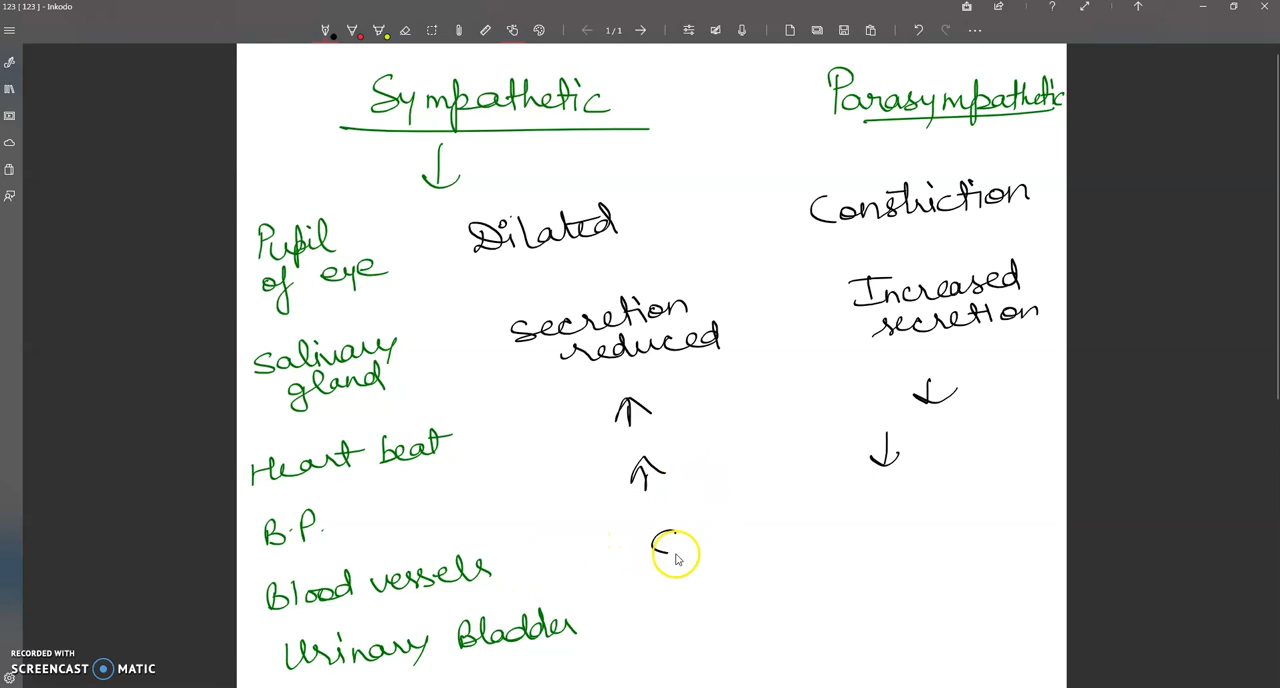 123 [ 123 ] - Inkodo
1/1
Sympathetic
Parasympathetic
↓
Pupil
of eye
Dilated
Constriction
Salivary
gland
Secretion
reduced
Increased
secretion
Heart beat
↑
↓
B.P.
↑
↓
Blood vessels
Urinary Bladder
RECORDED WITH
SCREENCAST MATIC